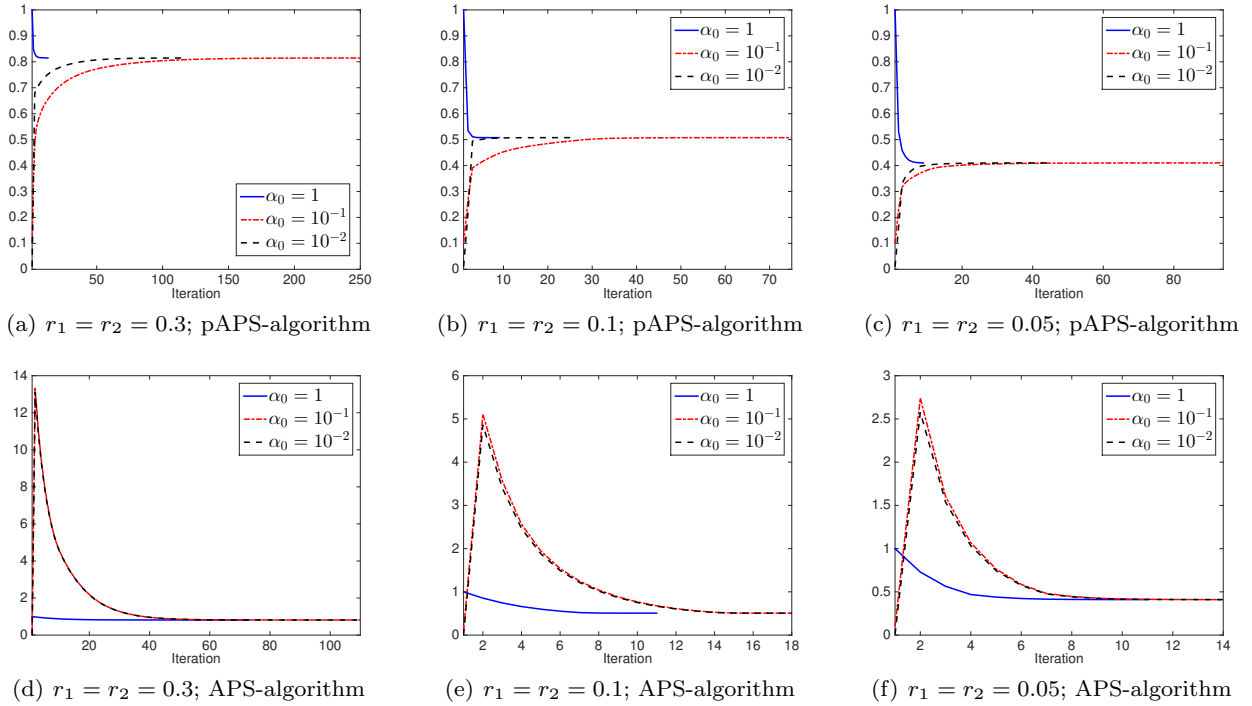 1
0.9
0.8
0.7
0.6
0.5
0.4
0.3
0.2
0.1
0
50 100 150 200 250
Iteration
α₀ = 1
α₀ = 10⁻¹
α₀ = 10⁻²
(a) r₁ = r₂ = 0.3; pAPS-algorithm
1
0.9
0.8
0.7
0.6
0.5
0.4
0.3
0.2
0.1
0
10 20 30 40 50 60 70
Iteration
α₀ = 1
α₀ = 10⁻¹
α₀ = 10⁻²
(b) r₁ = r₂ = 0.1; pAPS-algorithm
1
0.9
0.8
0.7
0.6
0.5
0.4
0.3
0.2
0.1
0
20 40 60 80
Iteration
α₀ = 1
α₀ = 10⁻¹
α₀ = 10⁻²
(c) r₁ = r₂ = 0.05; pAPS-algorithm
14
12
10
8
6
4
2
0
20 40 60 80 100
Iteration
α₀ = 1
α₀ = 10⁻¹
α₀ = 10⁻²
(d) r₁ = r₂ = 0.3; APS-algorithm
6
5
4
3
2
1
0
2 4 6 8 10 12 14 16 18
Iteration
α₀ = 1
α₀ = 10⁻¹
α₀ = 10⁻²
(e) r₁ = r₂ = 0.1; APS-algorithm
3
2.5
2
1.5
1
0.5
0
2 4 6 8 10 12 14
Iteration
α₀ = 1
α₀ = 10⁻¹
α₀ = 10⁻²
(f) r₁ = r₂ = 0.05; APS-algorithm